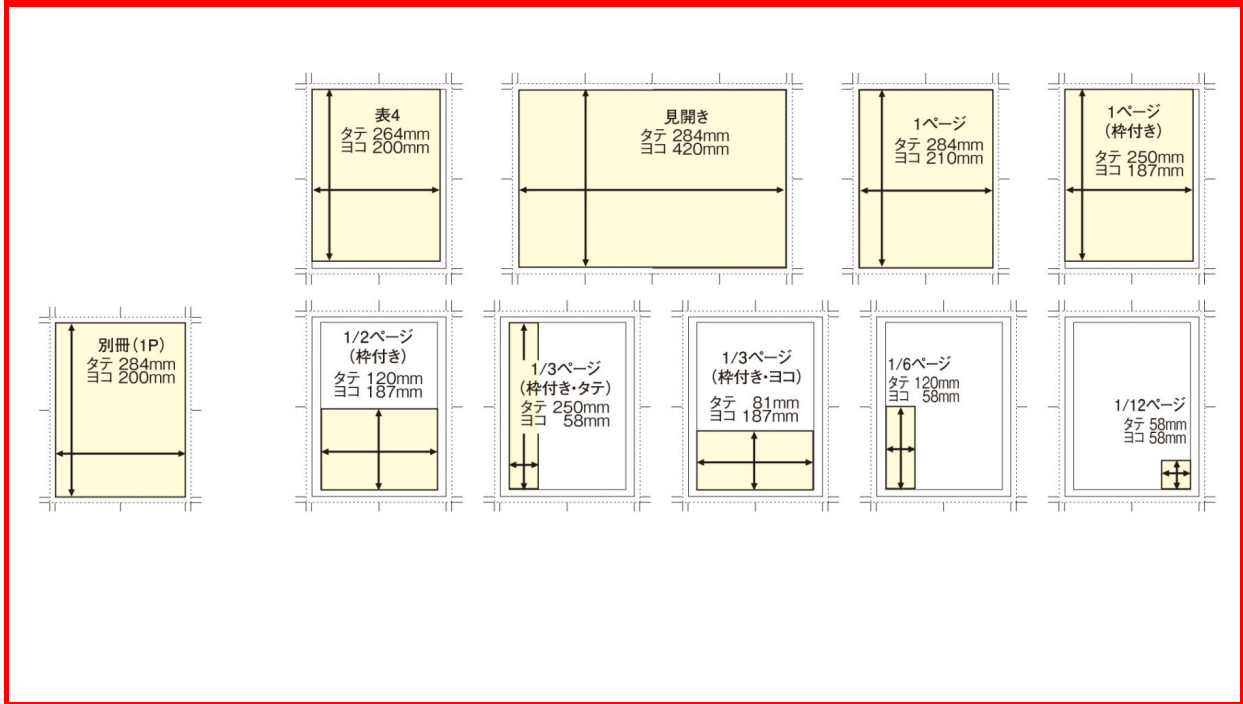 表4
タテ 264mm
ヨコ 200mm
見開き
タテ 284mm
ヨコ 420mm
1ページ
タテ 284mm
ヨコ 210mm
1ページ
(枠付き)
タテ 250mm
ヨコ 187mm
別冊(1P)
タテ 284mm
ヨコ 200mm
1/2ページ
(枠付き)
タテ 120mm
ヨコ 187mm
1/3ページ
(枠付き・タテ)
タテ 250mm
ヨコ 58mm
1/3ページ
(枠付き・ヨコ)
タテ 81mm
ヨコ 187mm
1/6ページ
タテ 120mm
ヨコ 58mm
1/12ページ
タテ 58mm
ヨコ 58mm